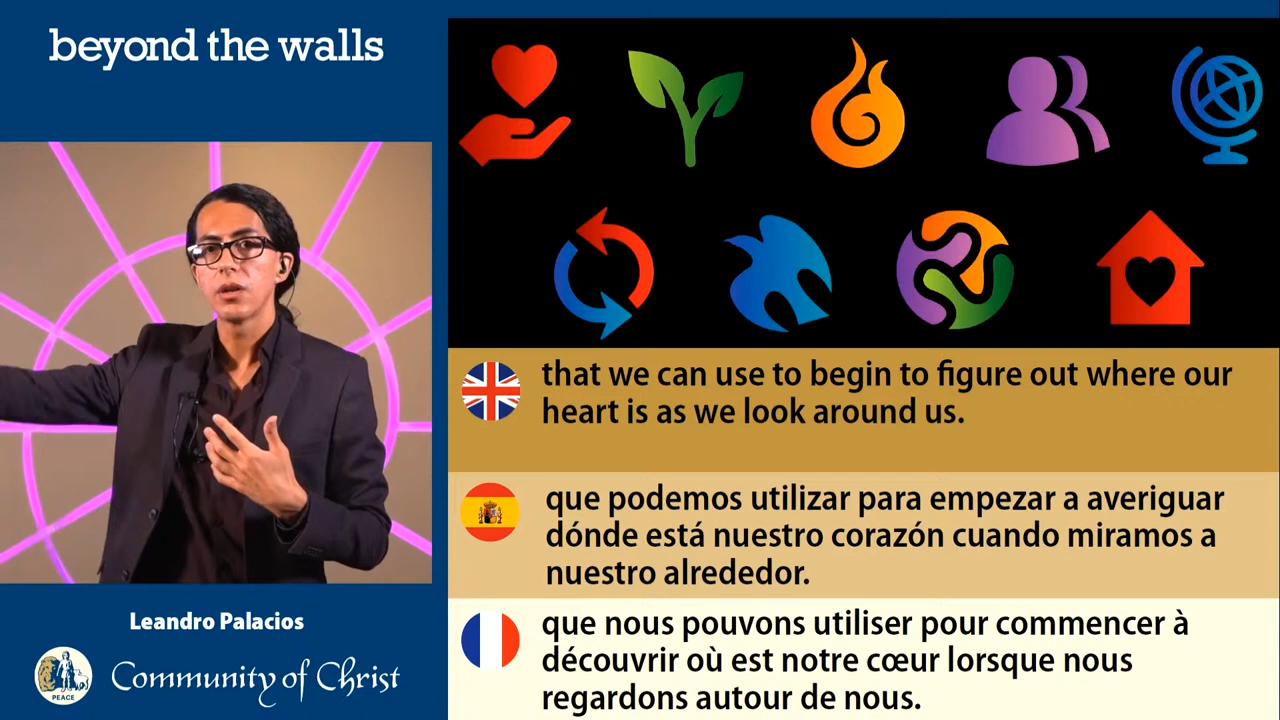 beyond the walls
that we can use to begin to figure out where our
heart is as we look around us.
que podemos utilizar para empezar a averiguar
dónde está nuestro corazón cuando miramos a
nuestro alrededor.
que nous pouvons utiliser pour commencer à
découvrir où est notre cœur lorsque nous
regardons autour de nous.
Leandro Palacios
PEACE
Community of Christ